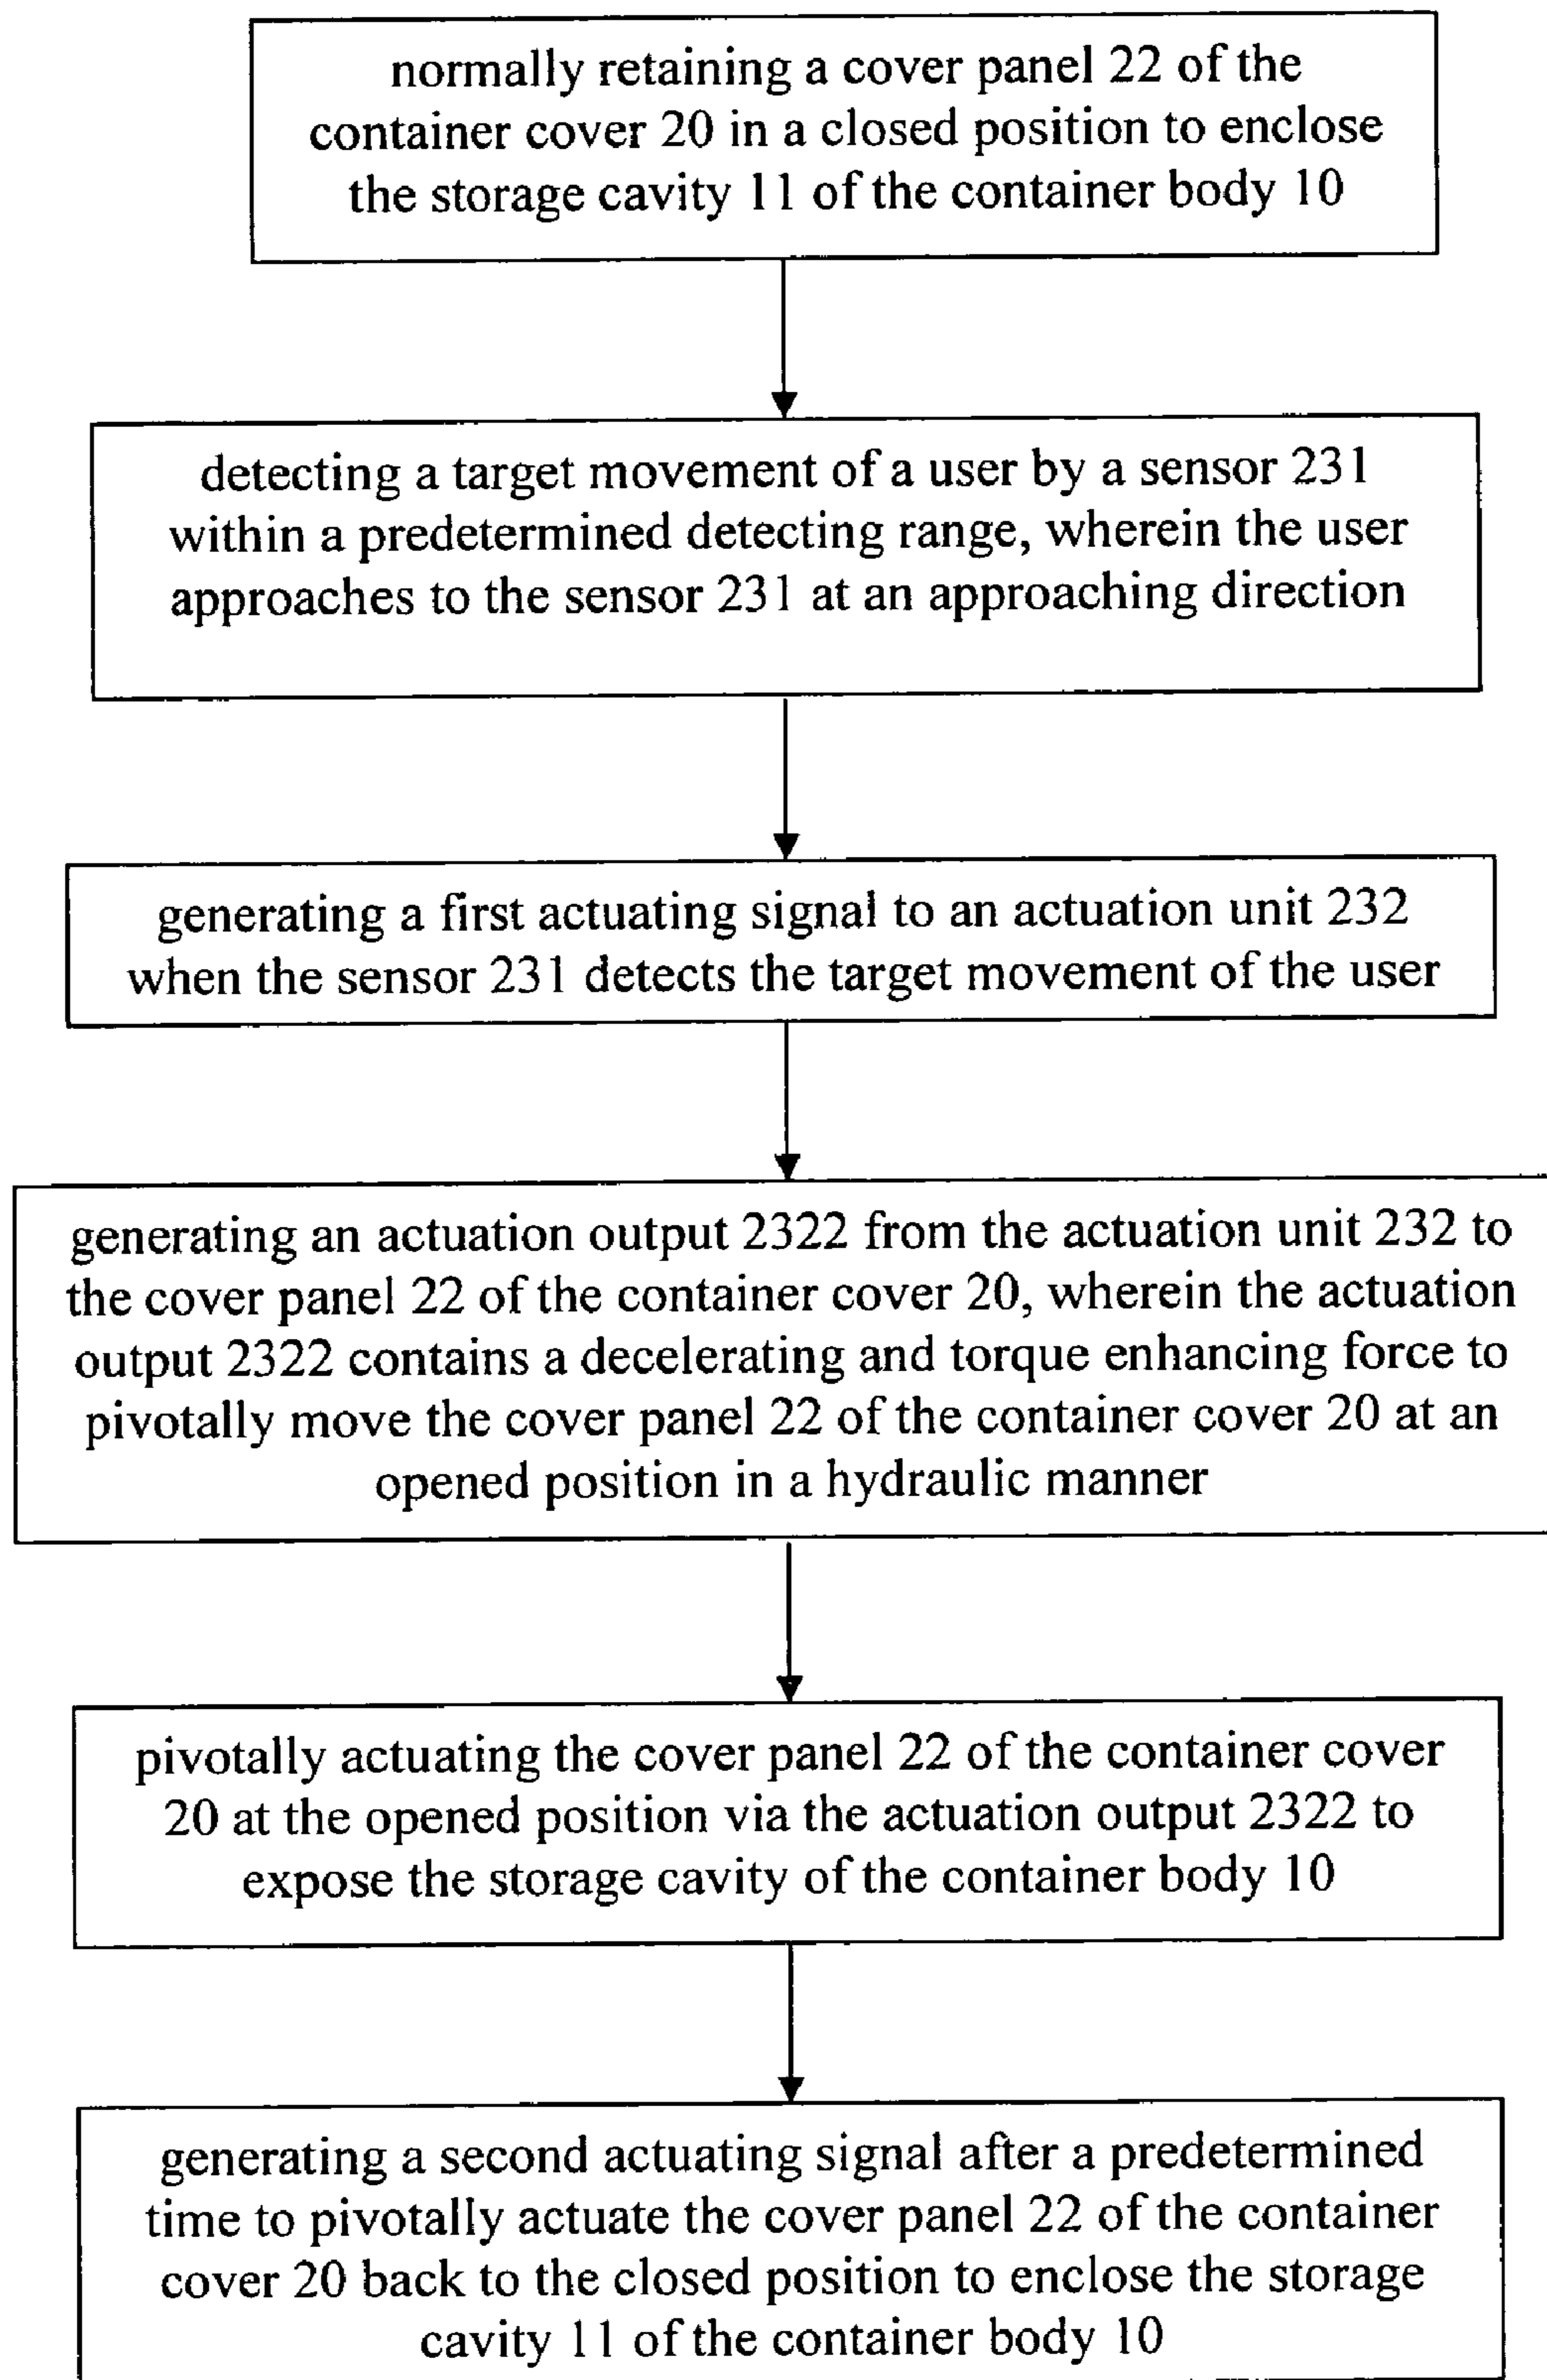 normally retaining a cover panel 22 of the
container cover 20 in a closed position to enclose
the storage cavity 11 of the container body 10
detecting a target movement of a user by a sensor 231
within a predetermined detecting range, wherein the user
approaches to the sensor 231 at an approaching direction
generating a first actuating signal to an actuation unit 232
when the sensor 231 detects the target movement of the user
generating an actuation output 2322 from the actuation unit 232 to
the cover panel 22 of the container cover 20, wherein the actuation
output 2322 contains a decelerating and torque enhancing force to
pivotally move the cover panel 22 of the container cover 20 at an
opened position in a hydraulic manner
pivotally actuating the cover panel 22 of the container cover
20 at the opened position via the actuation output 2322 to
expose the storage cavity of the container body 10
generating a second actuating signal after a predetermined
time to pivotally actuate the cover panel 22 of the container
cover 20 back to the closed position to enclose the storage
cavity 11 of the container body 10